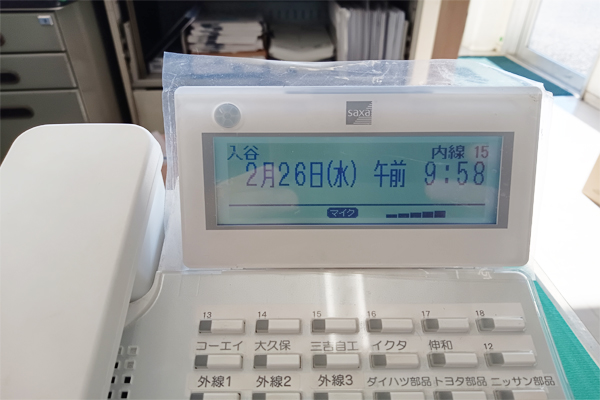 saxa
入谷 内線 15
2月26日(水) 午前 9:58
マイク
13 14 15 16 17 18
コーエイ 大久保 三吉自工 イクタ 伸和 12
外線1 外線2 外線3 ダイハツ部品 トヨタ部品 ニッサン部品